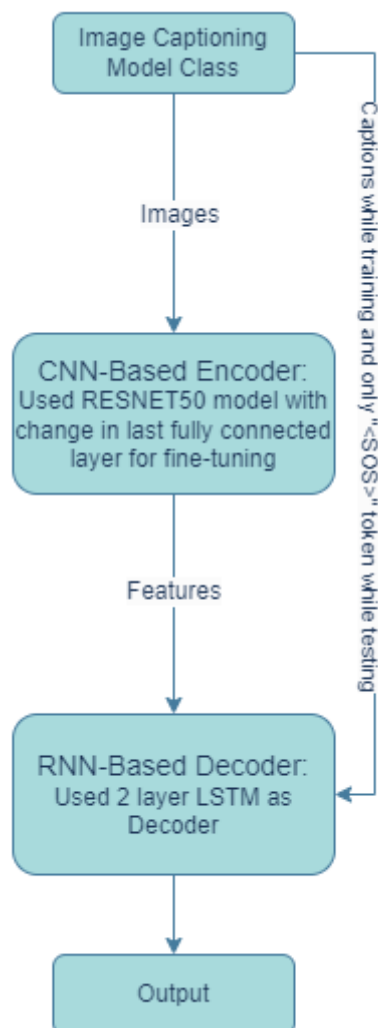 Image Captioning
Model Class
Images
Captions while training and only "<SOS>" token while testing
CNN-Based Encoder:
Used RESNET50 model with
change in last fully connected
layer for fine-tuning
Features
RNN-Based Decoder:
Used 2 layer LSTM as
Decoder
Output